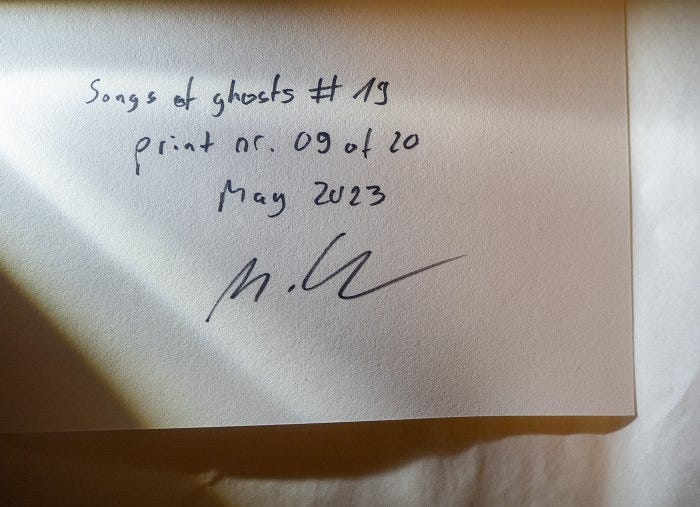 Songs of ghosts # 19
print nr. 09 of 20
May 2023